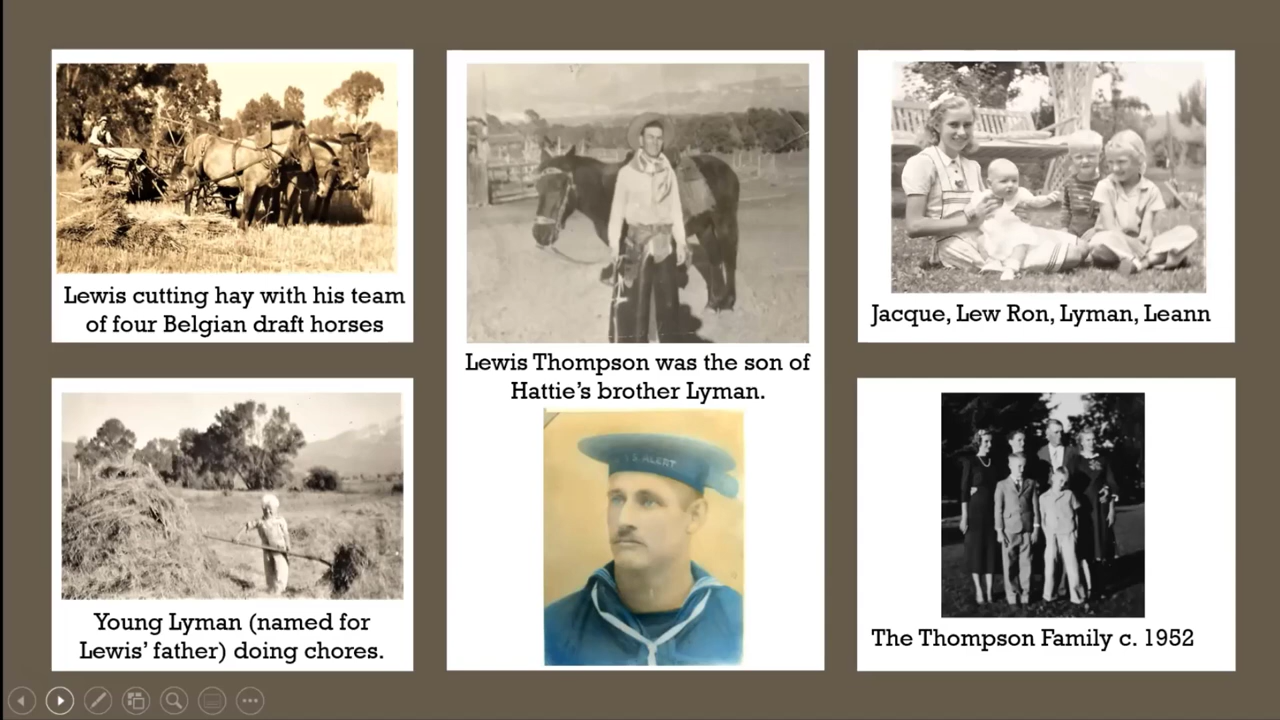 Lewis cutting hay with his team
of four Belgian draft horses
Young Lyman (named for
Lewis' father) doing chores.
Lewis Thompson was the son of
Hattie's brother Lyman.
S. ALERT
Jacque, Lew Ron, Lyman, Leann
The Thompson Family c. 1952